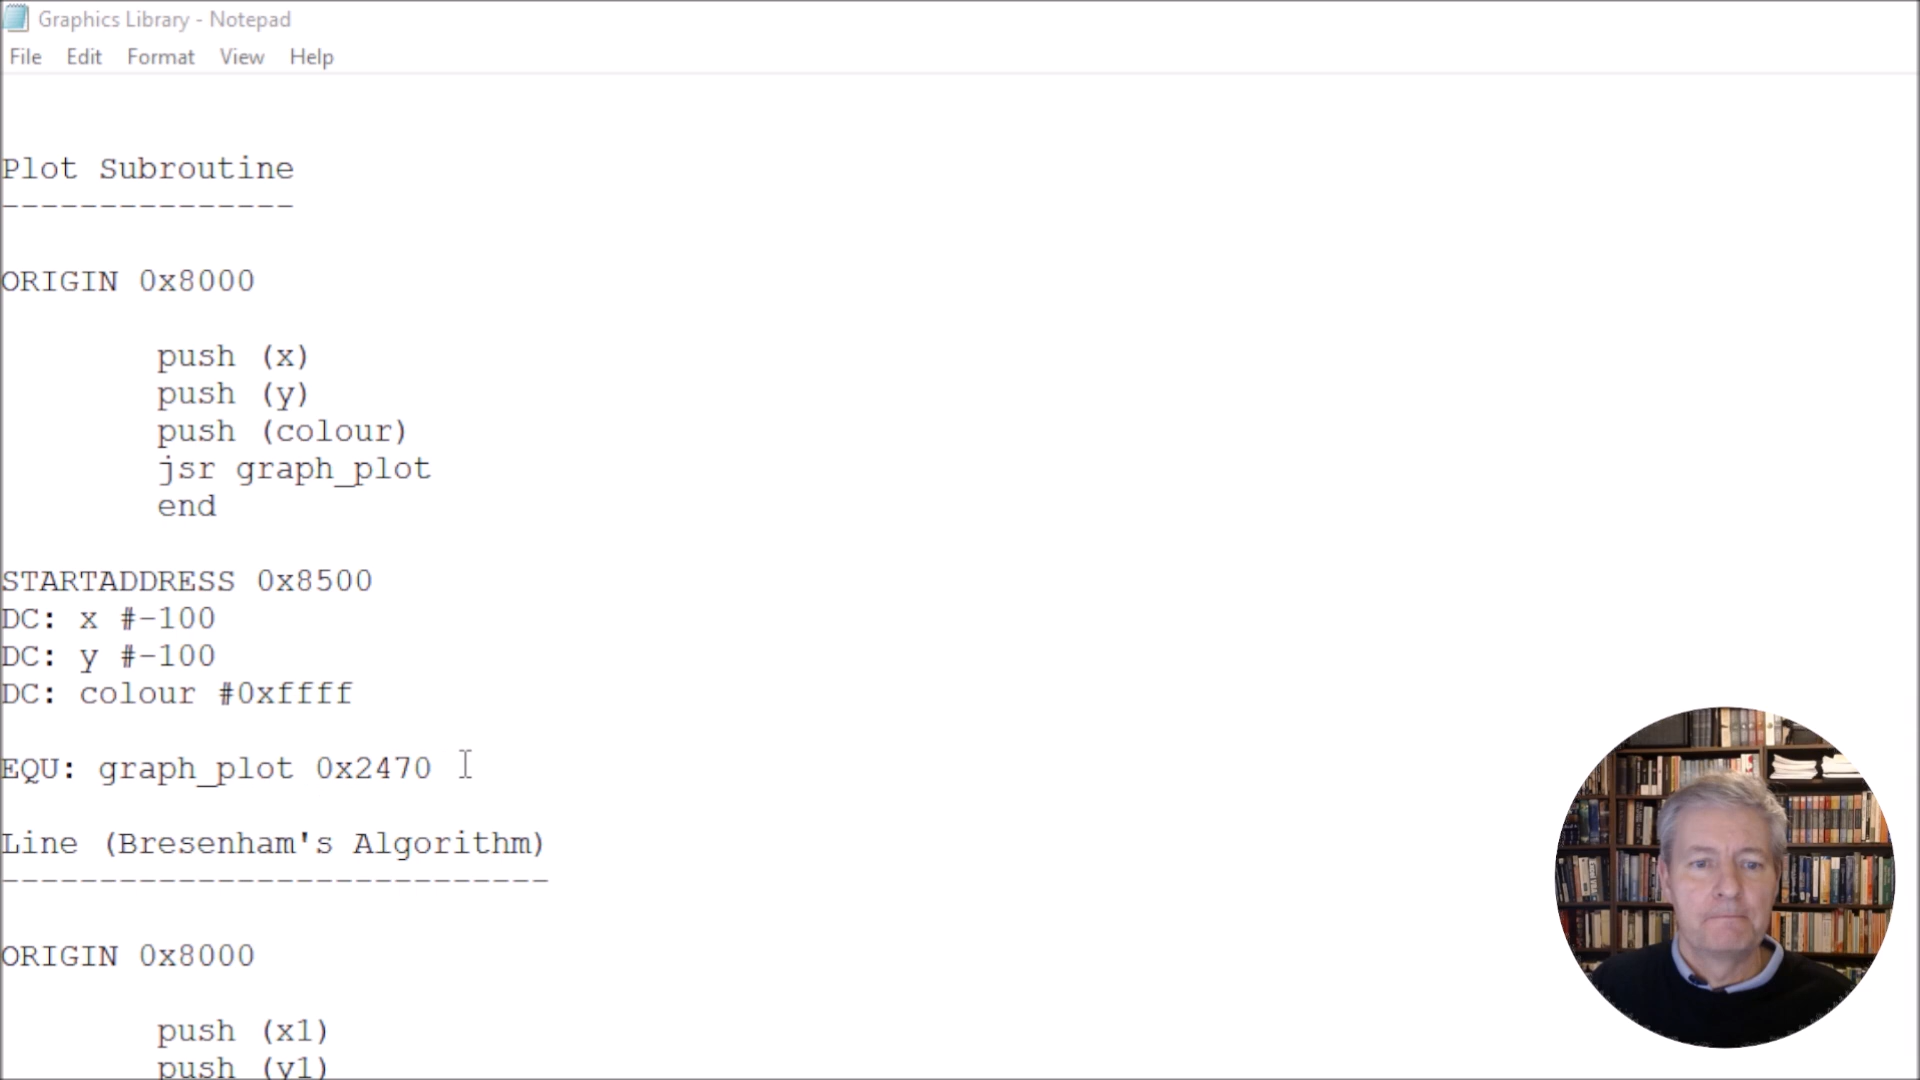 Graphics Library - Notepad
File Edit Format View Help
Plot Subroutine
---------------
ORIGIN 0x8000
push (x)
push (y)
push (colour)
jsr graph_plot
end
STARTADDRESS 0x8500
DC: x #-100
DC: y #-100
DC: colour #0xffff
EQU: graph_plot 0x2470
Line (Bresenham's Algorithm)
----------------------------
ORIGIN 0x8000
push (x1)
push (y1)